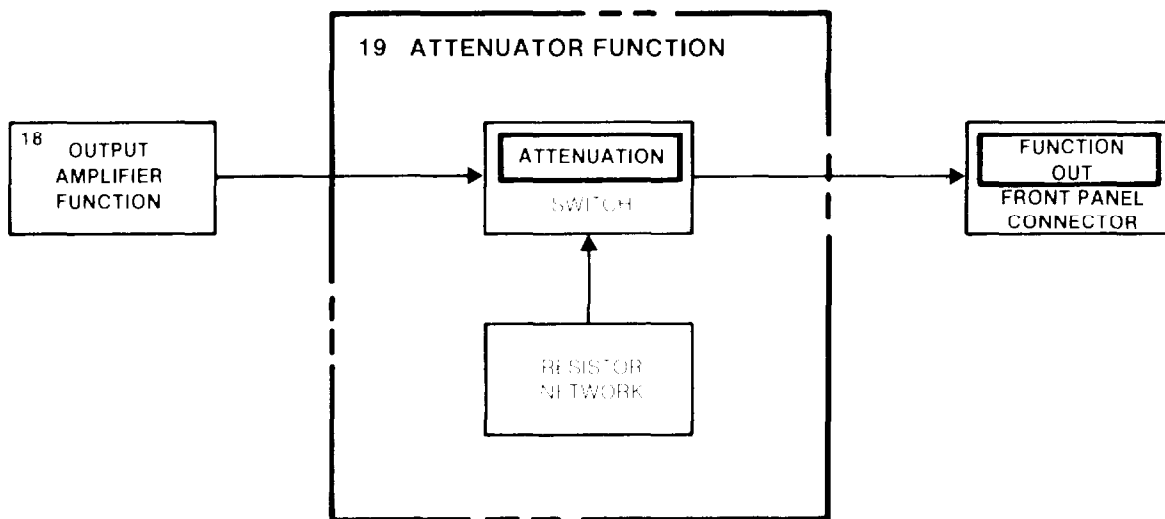 19 ATTENUATOR FUNCTION
18
OUTPUT
AMPLIFIER
FUNCTION
ATTENUATION
SWITCH
FUNCTION
OUT
FRONT PANEL
CONNECTOR
RESISTOR
NETWORK